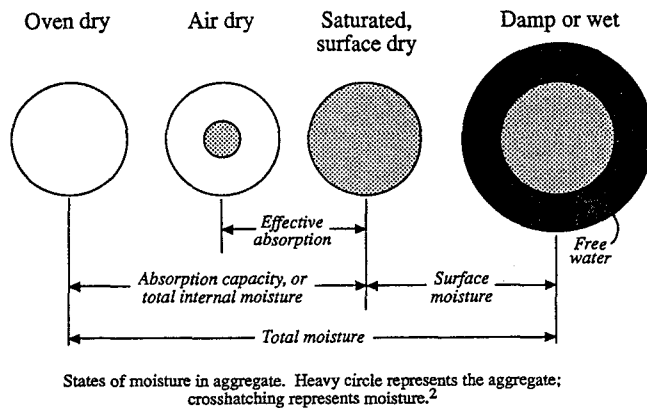 Oven dry
Air dry
Saturated,
surface dry
Damp or wet
Effective
absorption
Free
water
Absorption capacity, or
total internal moisture
Surface
moisture
Total moisture
States of moisture in aggregate. Heavy circle represents the aggregate;
crosshatching represents moisture.2